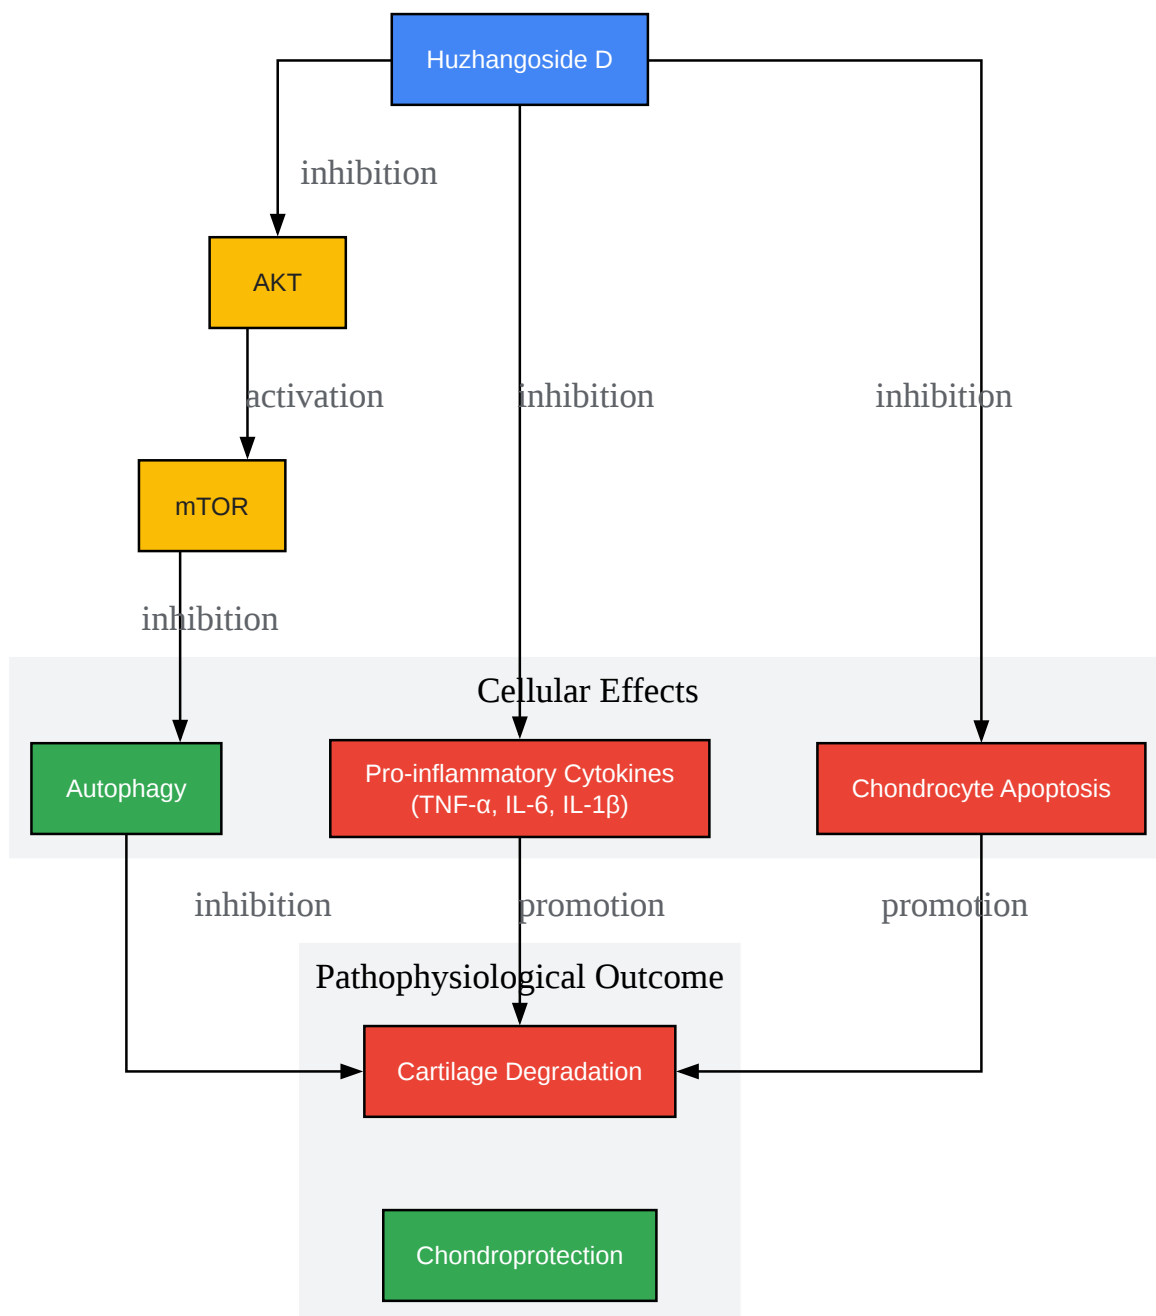 Huzhangoside D
inhibition
AKT
activation
inhibition
inhibition
mTOR
inhibition
Cellular Effects
Autophagy
Pro-inflammatory Cytokines
(TNF-α, IL-6, IL-1β)
Chondrocyte Apoptosis
inhibition
promotion
promotion
Pathophysiological Outcome
Cartilage Degradation
Chondroprotection